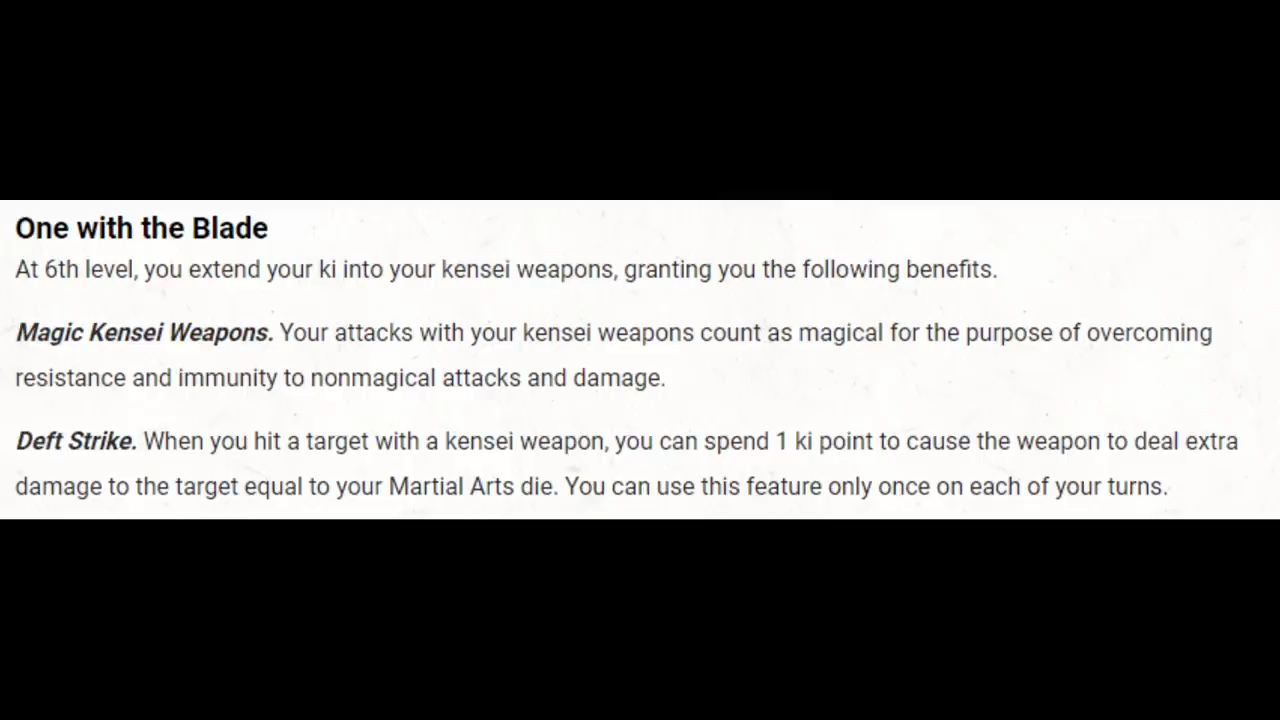 One with the Blade
At 6th level, you extend your ki into your kensei weapons, granting you the following benefits.
Magic Kensei Weapons. Your attacks with your kensei weapons count as magical for the purpose of overcoming
resistance and immunity to nonmagical attacks and damage.
Deft Strike. When you hit a target with a kensei weapon, you can spend 1 ki point to cause the weapon to deal extra
damage to the target equal to your Martial Arts die. You can use this feature only once on each of your turns.